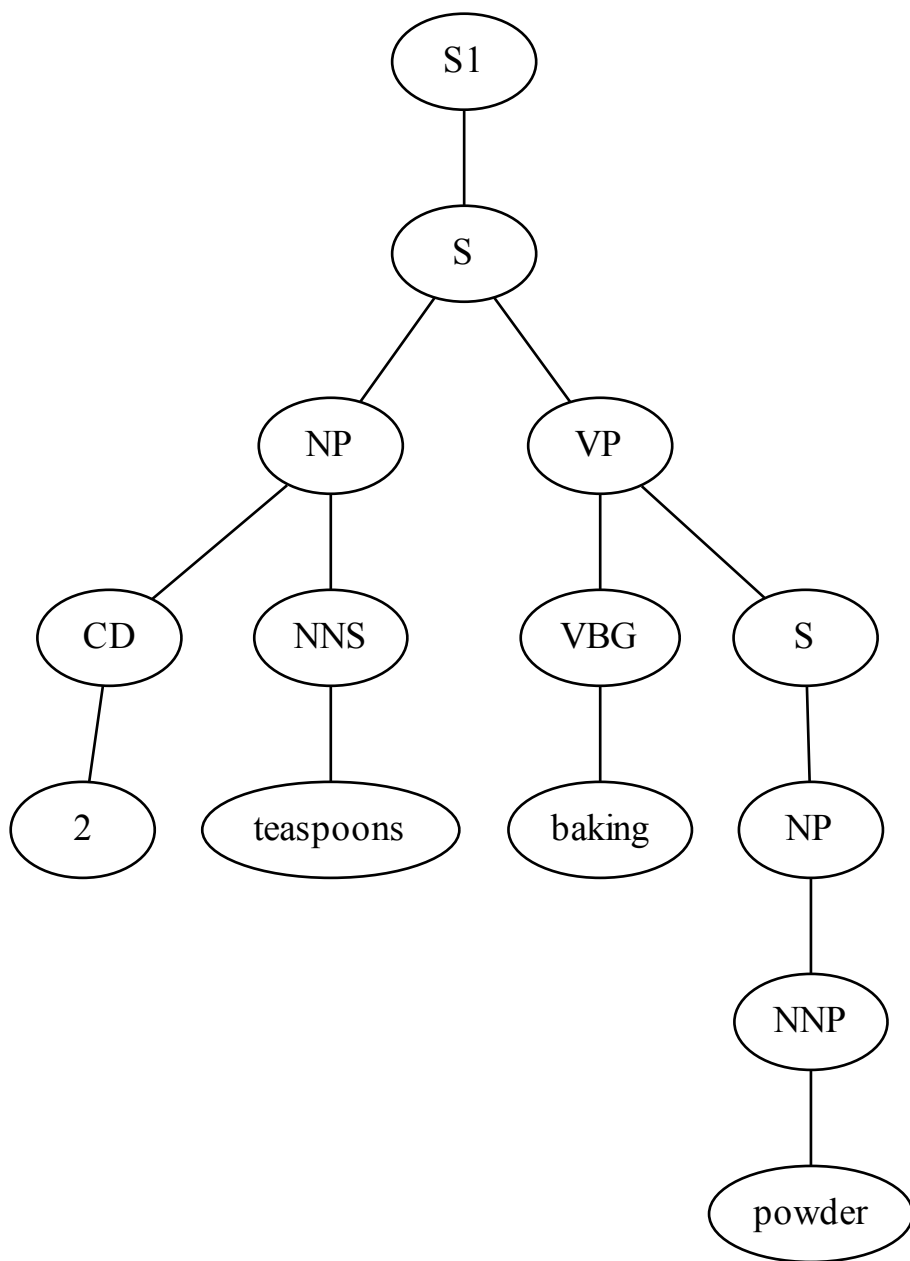 S1
S
NP VP
CD NNS VBG S
2 teaspoons baking NP
NNP
powder